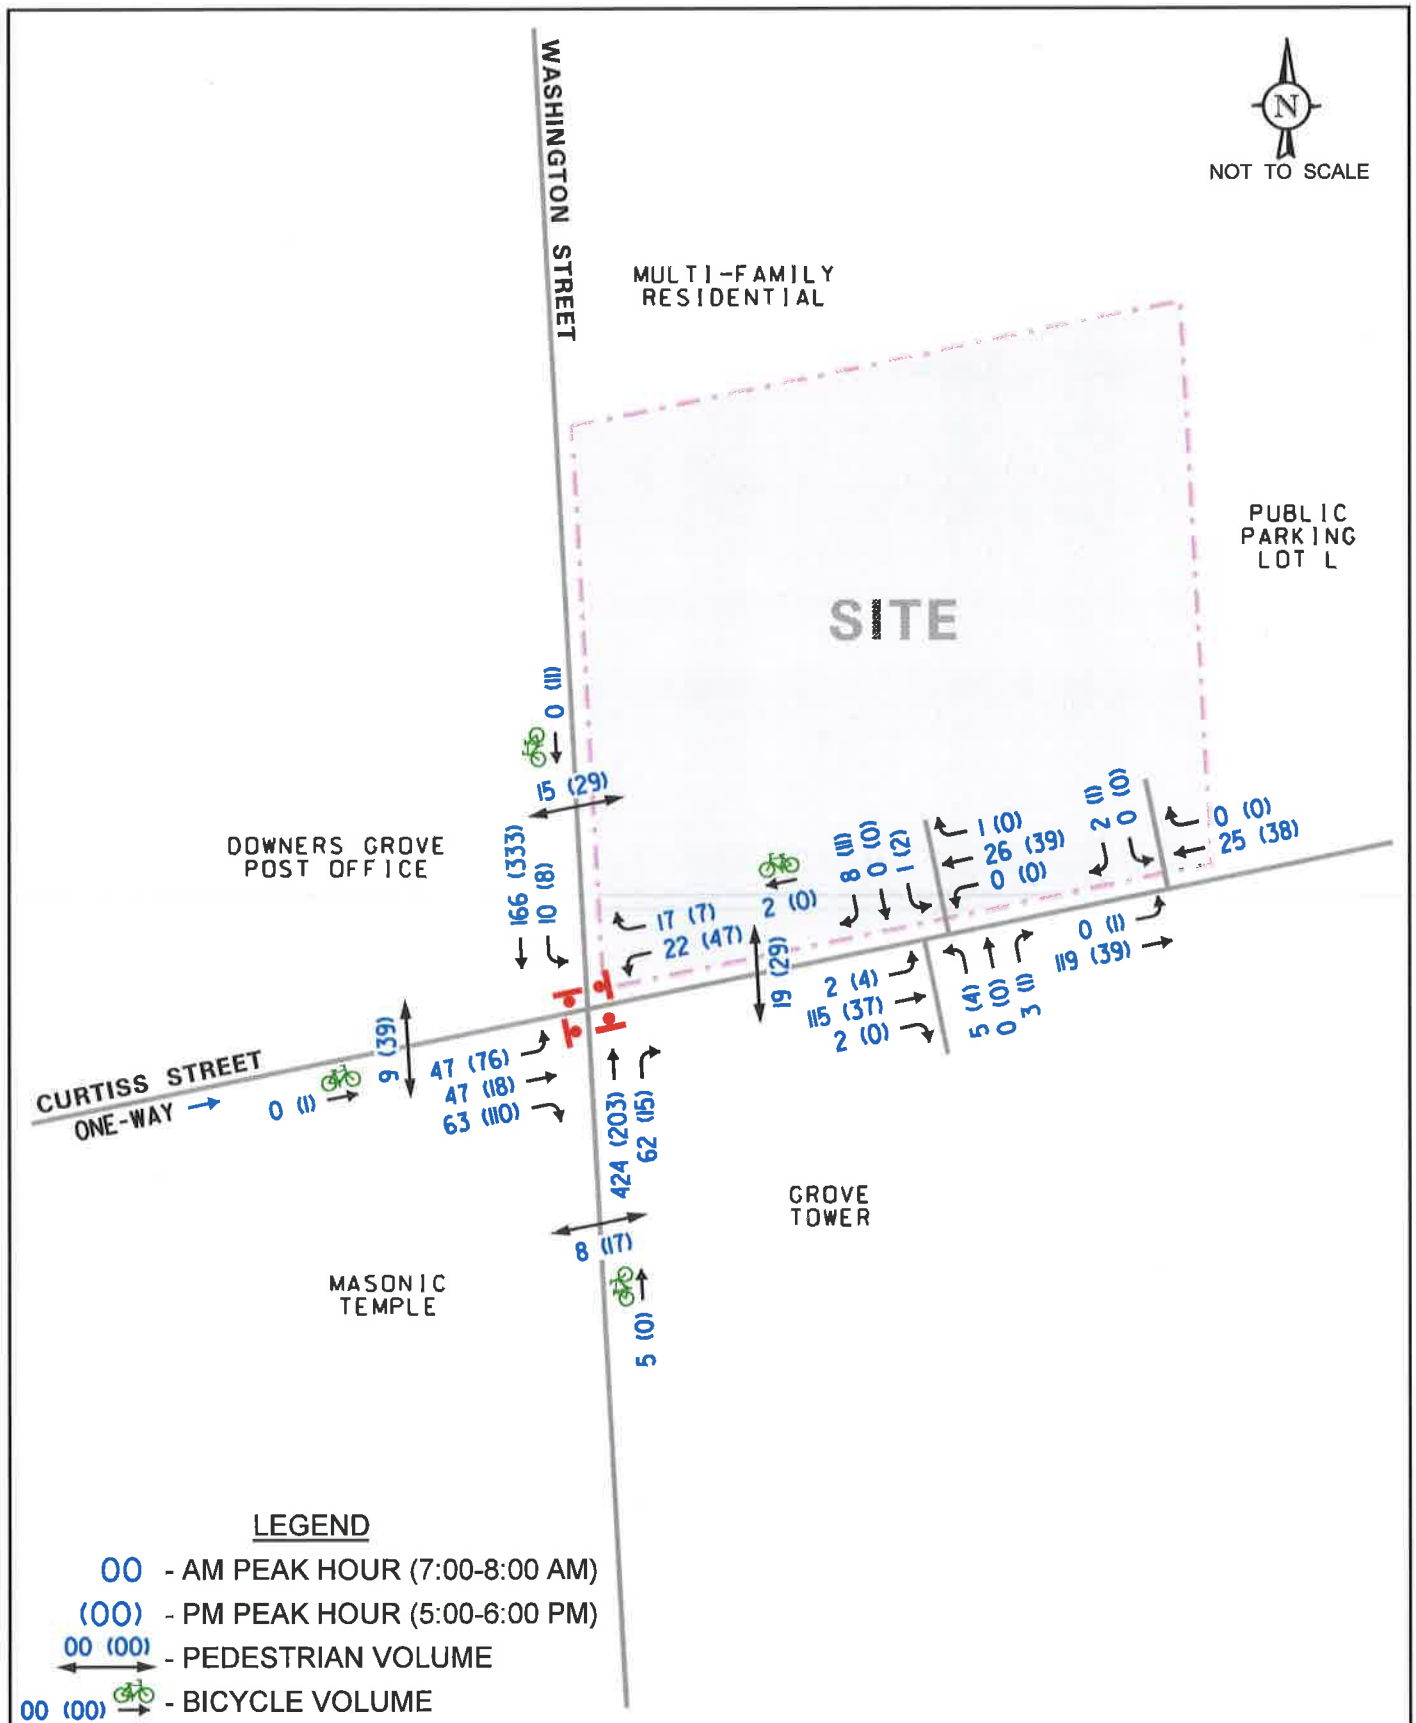 WASHINGTON STREET
N
NOT TO SCALE
MULTI-FAMILY
RESIDENTIAL
PUBLIC
PARKING
LOT L
SITE
0 (11)
15 (29)
DOWNERS GROVE
POST OFFICE
166 (333)
10 (8)
17 (7)
22 (47)
2 (0)
19 (29)
8 (11)
0 (0)
1 (2)
1 (0)
26 (39)
0 (0)
2 (1)
0 (0)
0 (0)
25 (38)
2 (4)
115 (37)
2 (0)
5 (4)
0 (0)
3 (1)
0 (1)
119 (39)
CURTISS STREET
ONE-WAY
0 (1)
9 (39)
47 (76)
47 (18)
63 (110)
424 (203)
62 (15)
8 (17)
5 (0)
GROVE
TOWER
MASONIC
TEMPLE
LEGEND
00 - AM PEAK HOUR (7:00-8:00 AM)
(00) - PM PEAK HOUR (5:00-6:00 PM)
00 (00) - PEDESTRIAN VOLUME
00 (00) - BICYCLE VOLUME